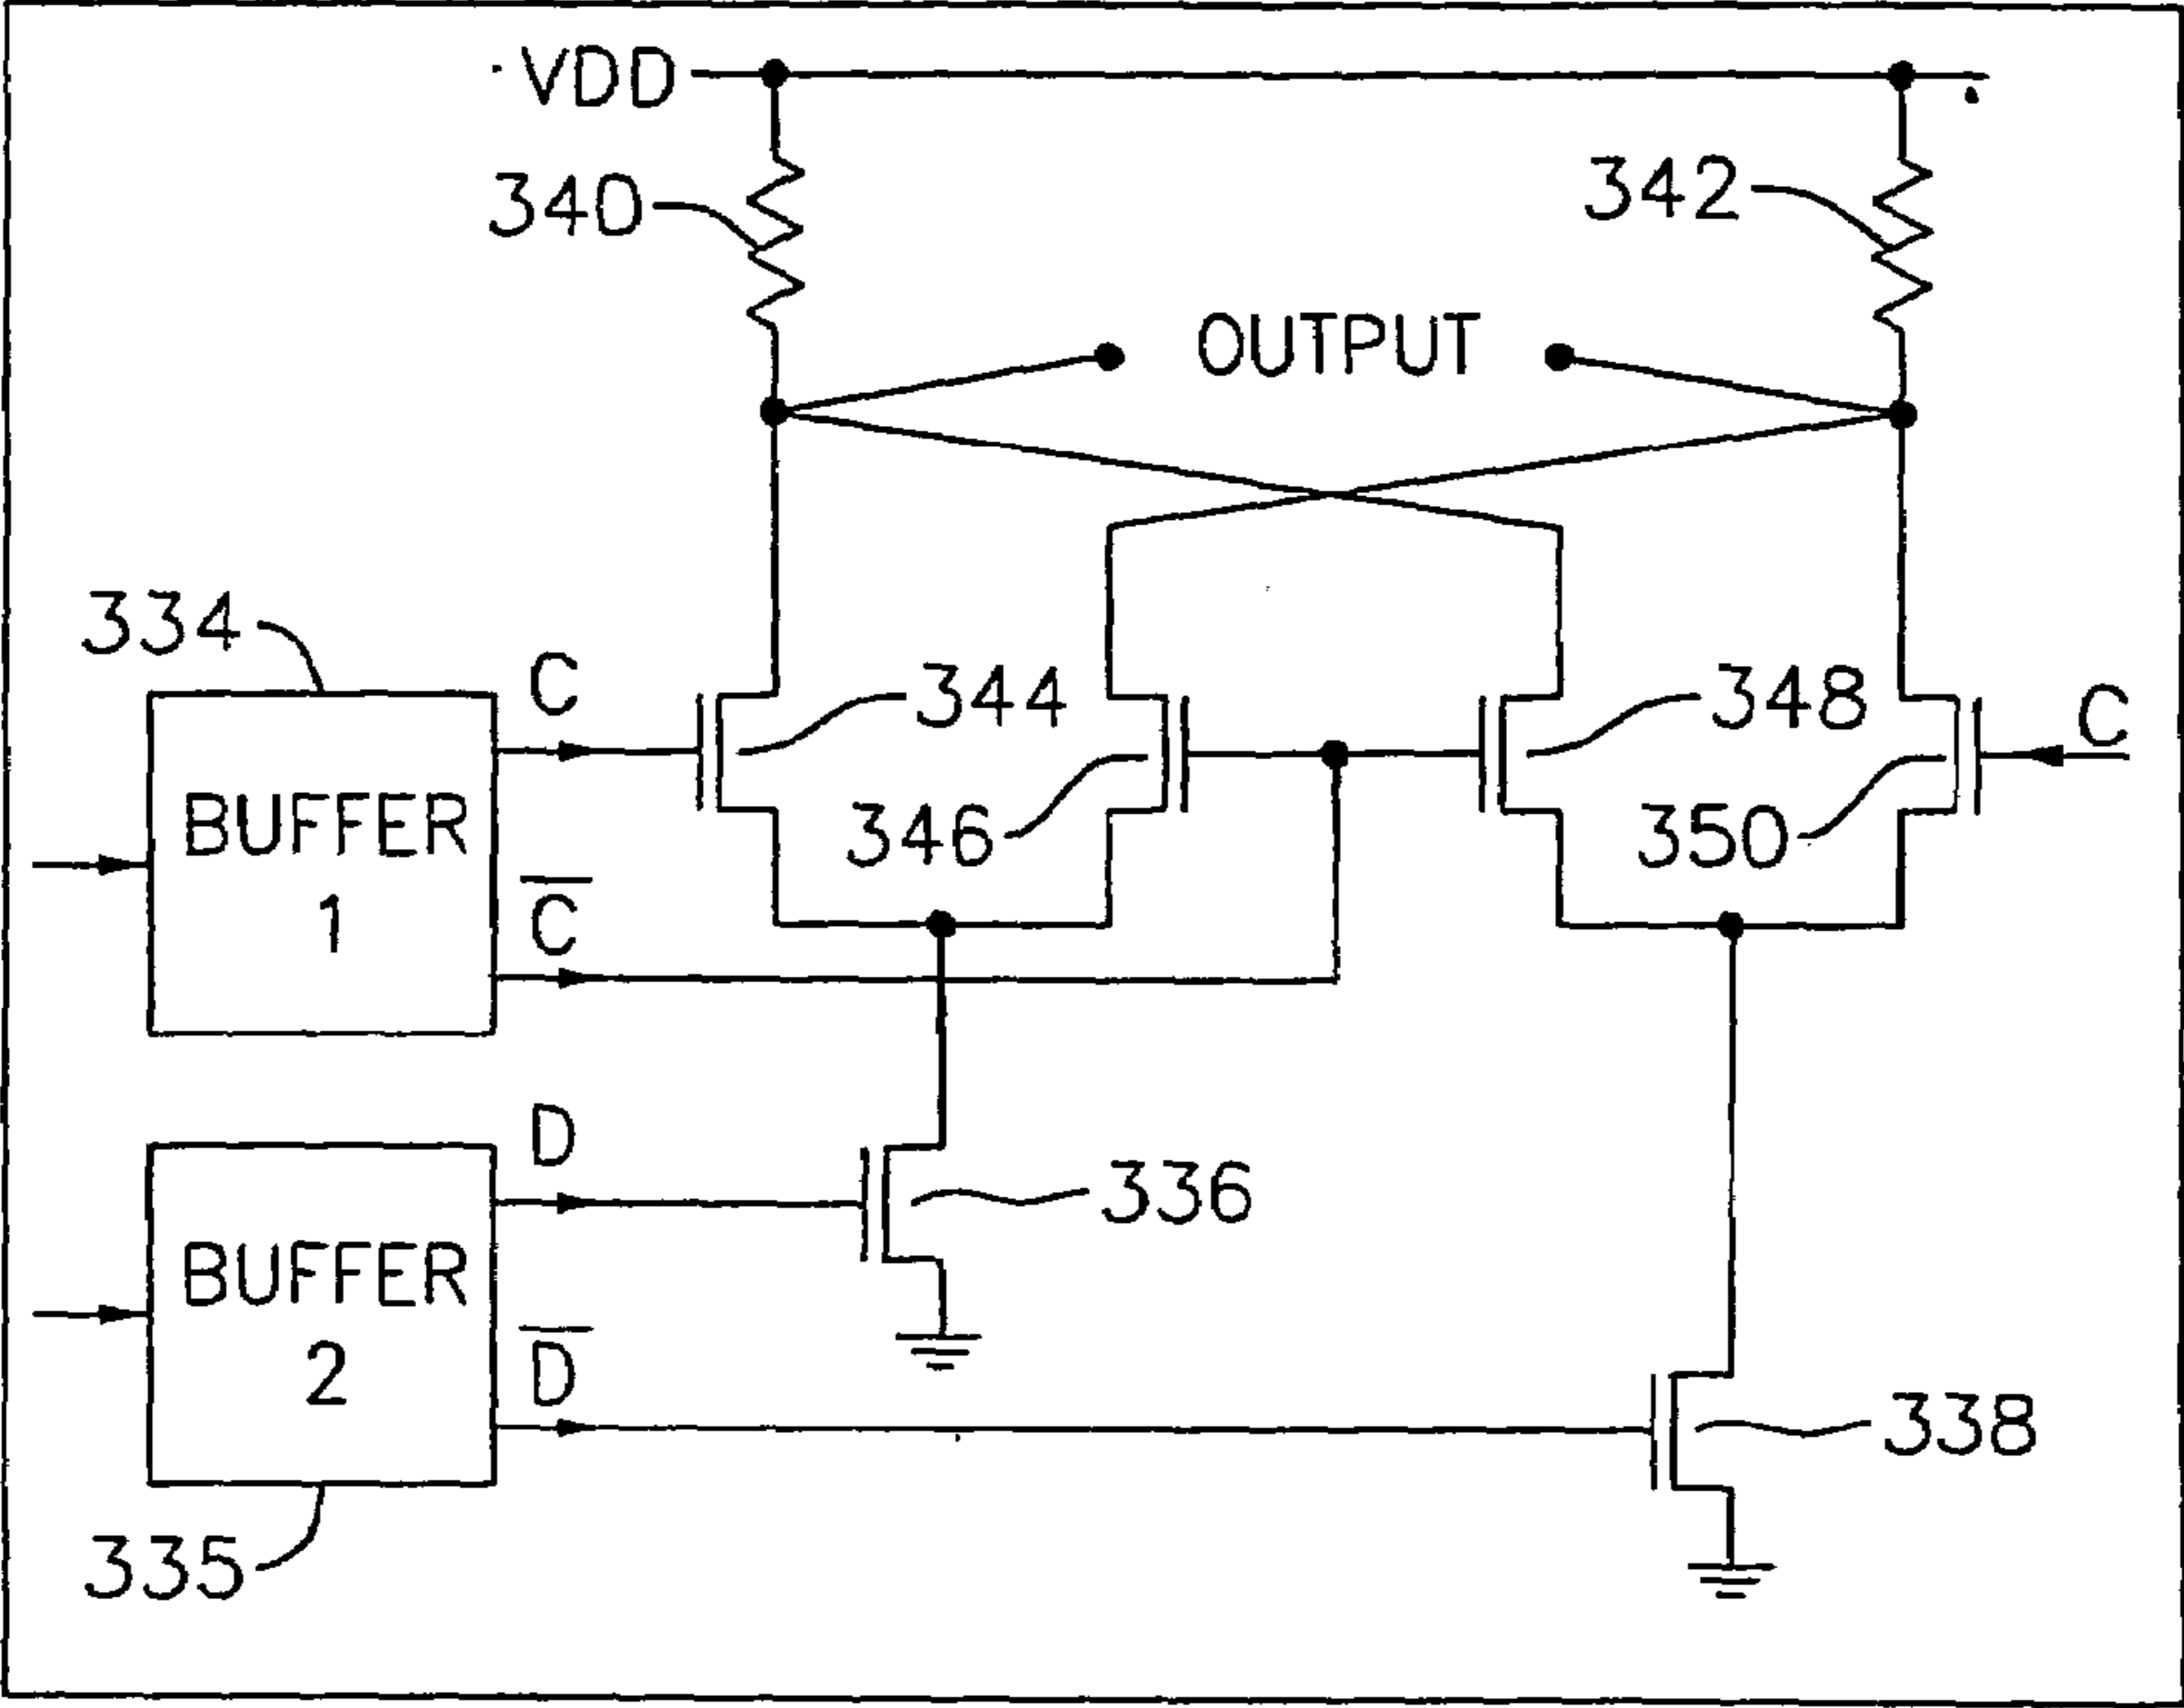 VDD
340
342
OUTPUT
334
C
344
348
C
BUFFER
1
346
350
C̅
D
336
BUFFER
2
D̅
338
335